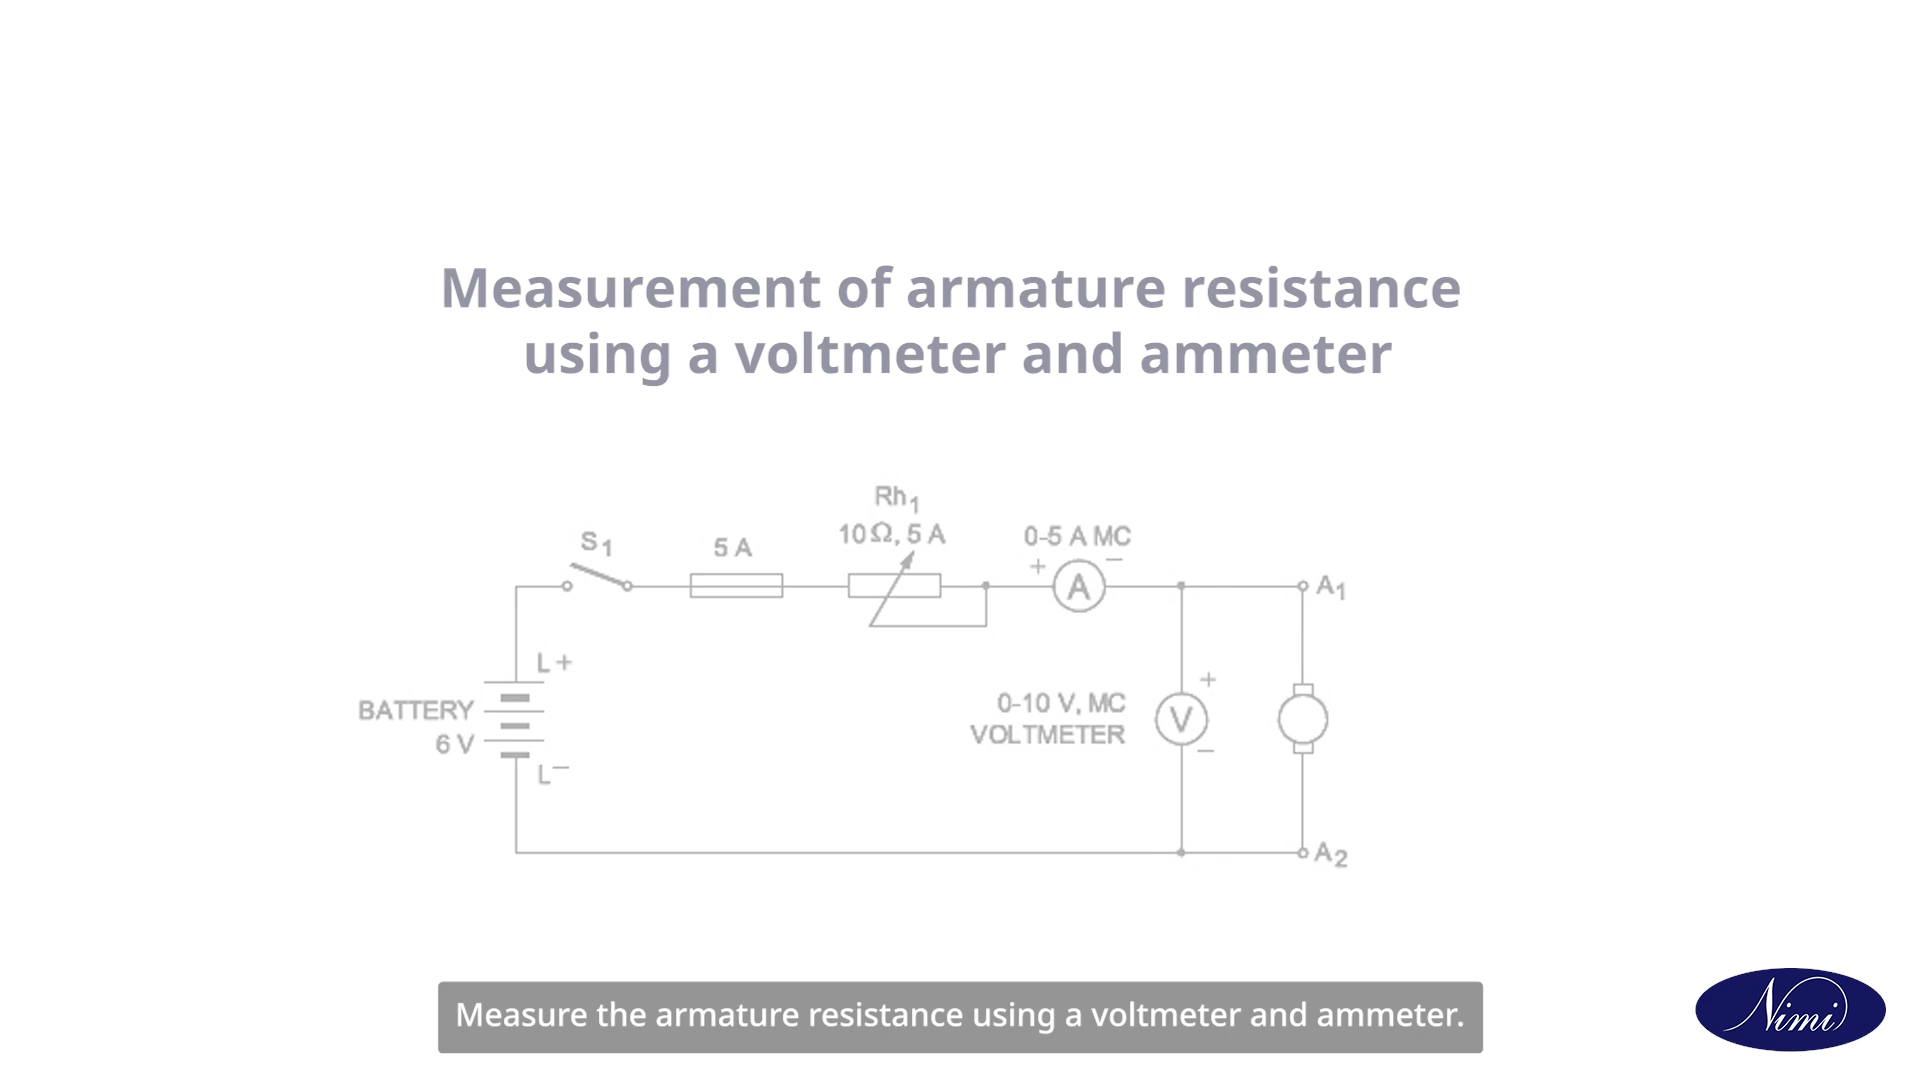 Measurement of armature resistance
using a voltmeter and ammeter
Rh1
10Ω, 5 A
S1
5 A
0-5 A MC
+ −
A
A1
L+
BATTERY
6 V
L−
0-10 V, MC
VOLTMETER
+
V
−
A2
Measure the armature resistance using a voltmeter and ammeter.
Nimi